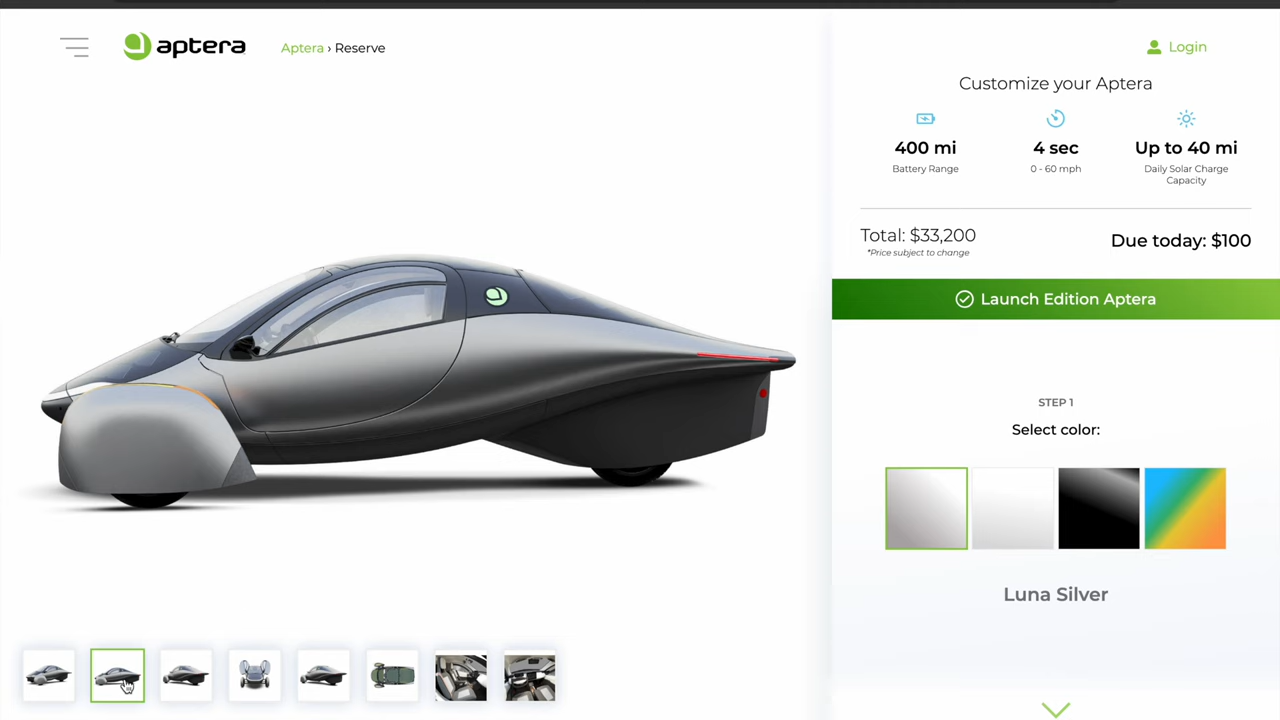 aptera
Aptera › Reserve
Login
Customize your Aptera
400 mi
Battery Range
4 sec
0 - 60 mph
Up to 40 mi
Daily Solar Charge
Capacity
Total: $33,200
*Price subject to change
Due today: $100
Launch Edition Aptera
STEP 1
Select color:
Luna Silver